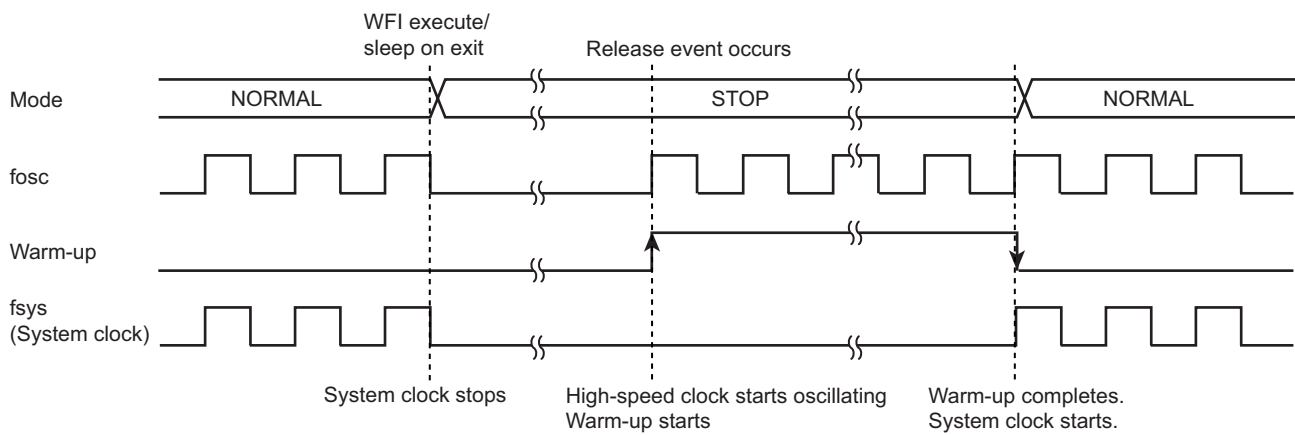 WFI execute/
sleep on exit
Release event occurs
Mode
NORMAL
STOP
NORMAL
fosc
Warm-up
fsys
(System clock)
System clock stops
High-speed clock starts oscillating
Warm-up starts
Warm-up completes.
System clock starts.